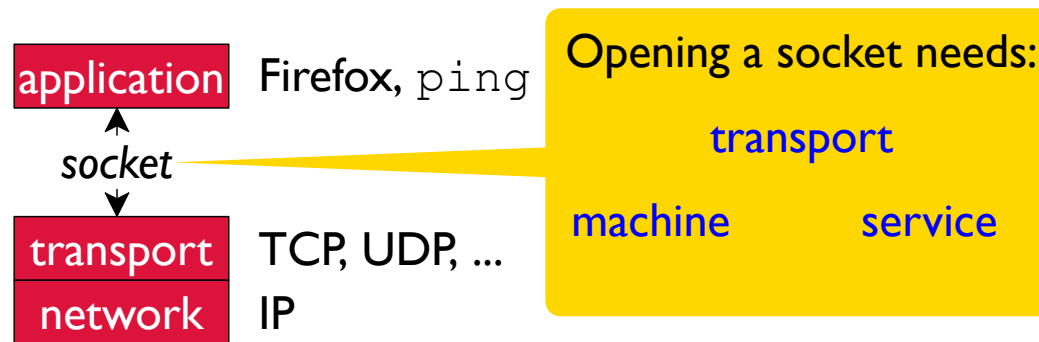 application Firefox, ping
socket
transport TCP, UDP, ...
network IP
Opening a socket needs:
transport
machine service